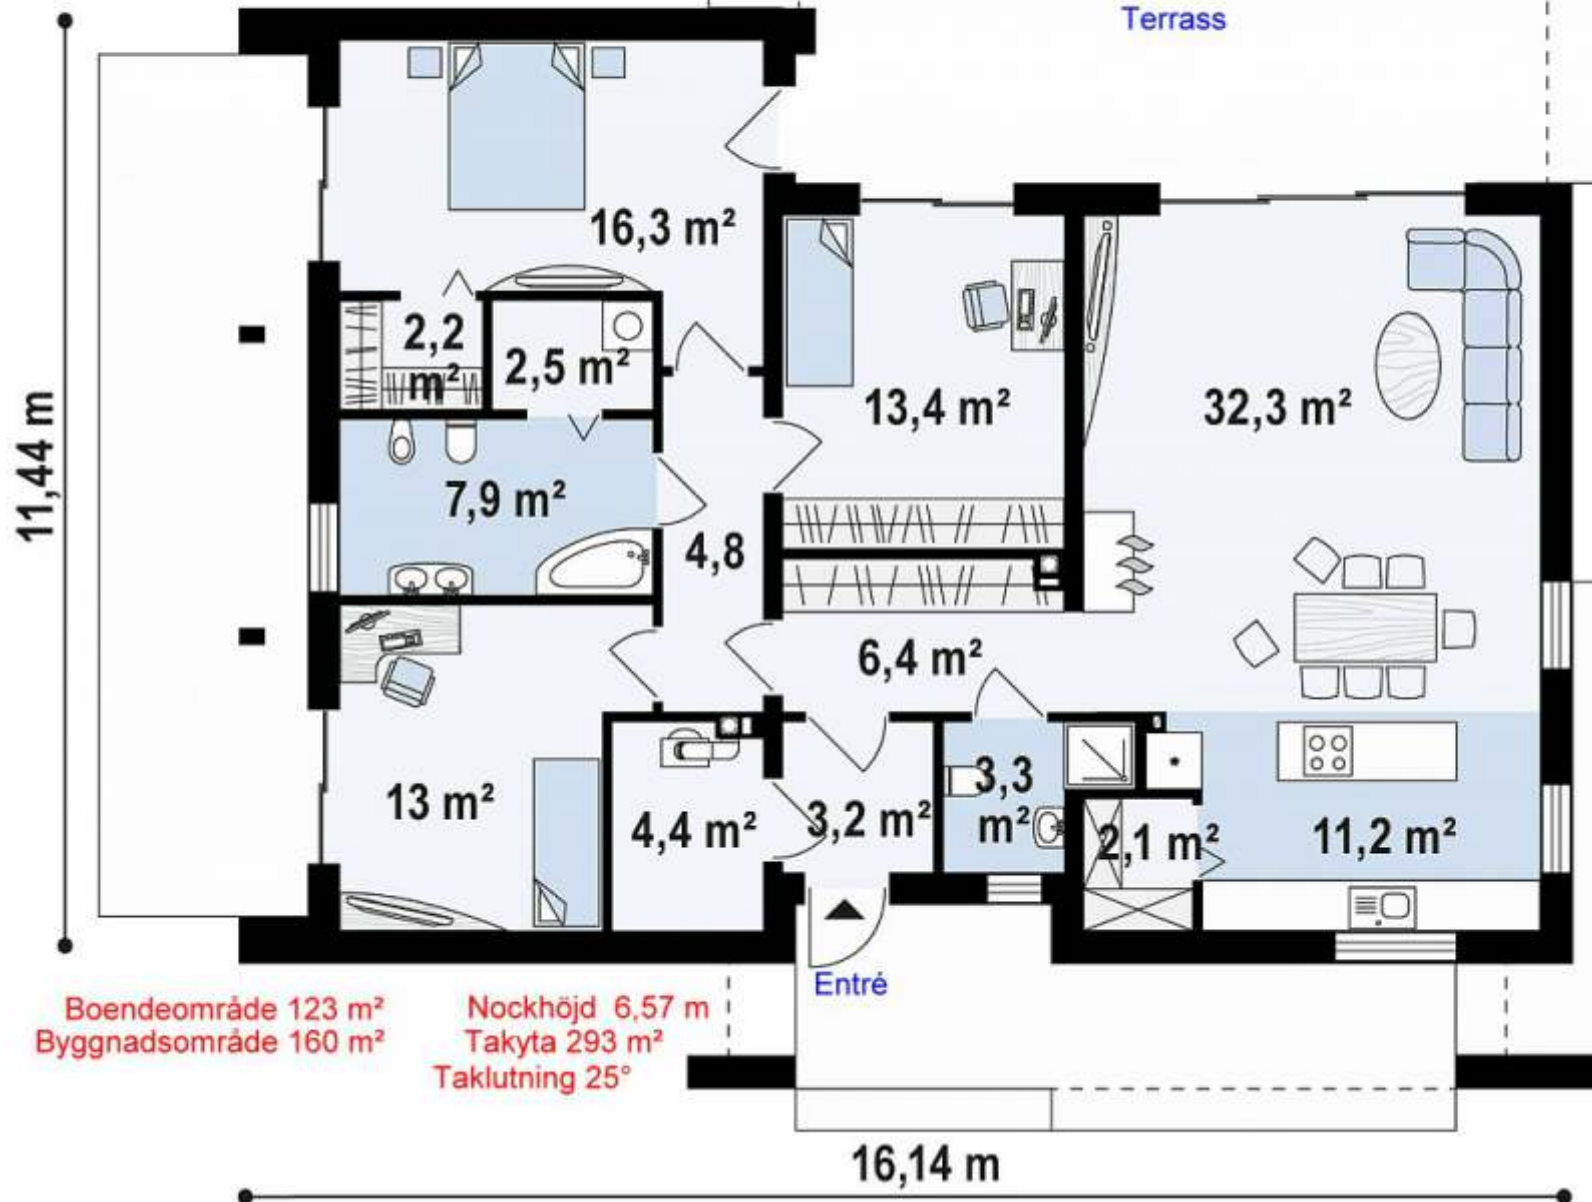 Terrass
16,3 m²
2,2
m²
2,5 m²
13,4 m²
32,3 m²
11,44 m
7,9 m²
4,8
6,4 m²
13 m²
4,4 m²
3,2 m²
3,3
m²
2,1 m²
11,2 m²
Entré
Boendeområde 123 m²
Byggnadsområde 160 m²
Nockhöjd 6,57 m
Takyta 293 m²
Taklutning 25°
16,14 m